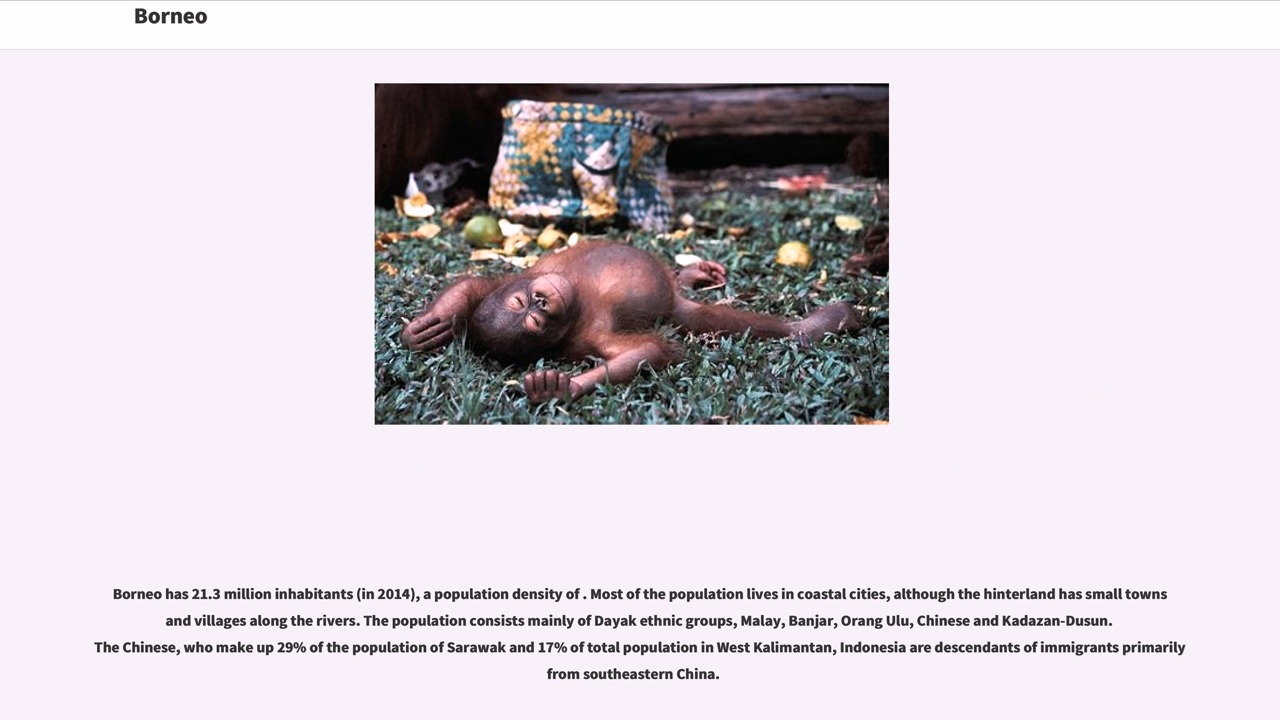 Borneo
Borneo has 21.3 million inhabitants (in 2014), a population density of . Most of the population lives in coastal cities, although the hinterland has small towns
and villages along the rivers. The population consists mainly of Dayak ethnic groups, Malay, Banjar, Orang Ulu, Chinese and Kadazan-Dusun.
The Chinese, who make up 29% of the population of Sarawak and 17% of total population in West Kalimantan, Indonesia are descendants of immigrants primarily
from southeastern China.